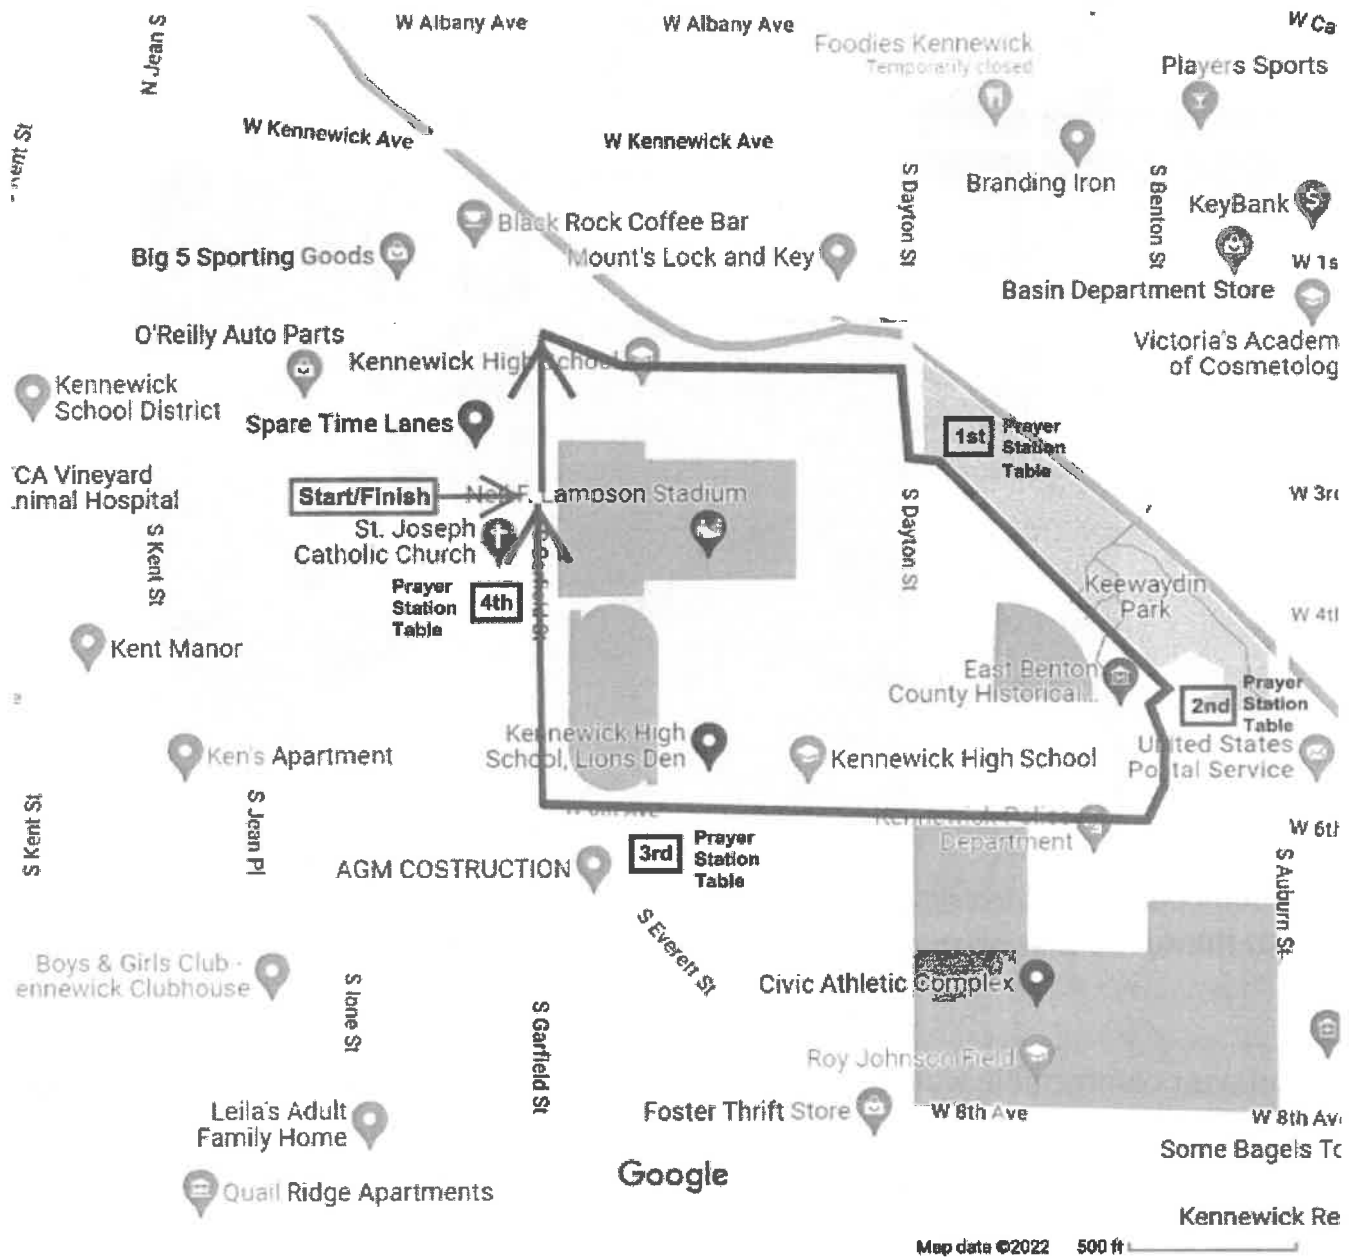 W Albany Ave
W Albany Ave
W Ca
N Jean S
Foodies Kennewick
Temporarily closed
Players Sports
W Kennewick Ave
W Kennewick Ave
Branding Iron
S Dayton St
S Benton St
KeyBank
Black Rock Coffee Bar
Big 5 Sporting Goods
Mount's Lock and Key
W 1s
Basin Department Store
O'Reilly Auto Parts
Victoria's Academ
of Cosmetolog
Kennewick High School
Kennewick
School District
Spare Time Lanes
1st
Prayer
Station
Table
CA Vineyard
nimal Hospital
Start/Finish
Lampson Stadium
W 3rd
St. Joseph
Catholic Church
S Kent St
S Dayton St
Prayer
Station
Table
4th
Keewaydin
Park
Kent Manor
East Benton
County Historical...
2nd
Prayer
Station
Table
Kennewick High
School, Lions Den
Kennewick High School
United States
Postal Service
Ken's Apartment
S Kent St
S Jean Pl
Kennewick Police
Department
W 6th
AGM COSTRUCTION
3rd
Prayer
Station
Table
S Auburn St
S Everett St
Boys & Girls Club -
ennewick Clubhouse
Civic Athletic Complex
S Ione St
S Garfield St
Roy Johnson Field
Leila's Adult
Family Home
Foster Thrift Store
W 8th Ave
W 8th Av
Some Bagels To
Google
Quail Ridge Apartments
Kennewick Re
Map data ©2022 500 ft